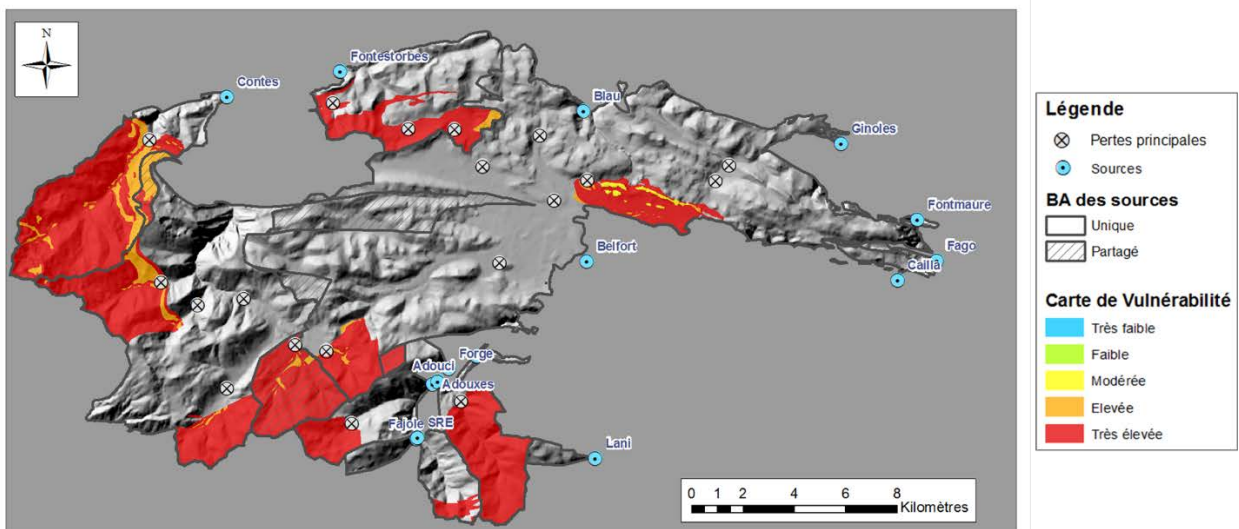 N
Contes
Fontestorbes
Blau
Ginoles
Fontmaure
Fago
Caillà
Belfort
Forge
Adouci
Adouxes
Fajole SRE
Lani
0 1 2 4 6 8
Kilomètres
Légende
Pertes principales
Sources
BA des sources
Unique
Partagé
Carte de Vulnérabilité
Très faible
Faible
Modérée
Elevée
Très élevée